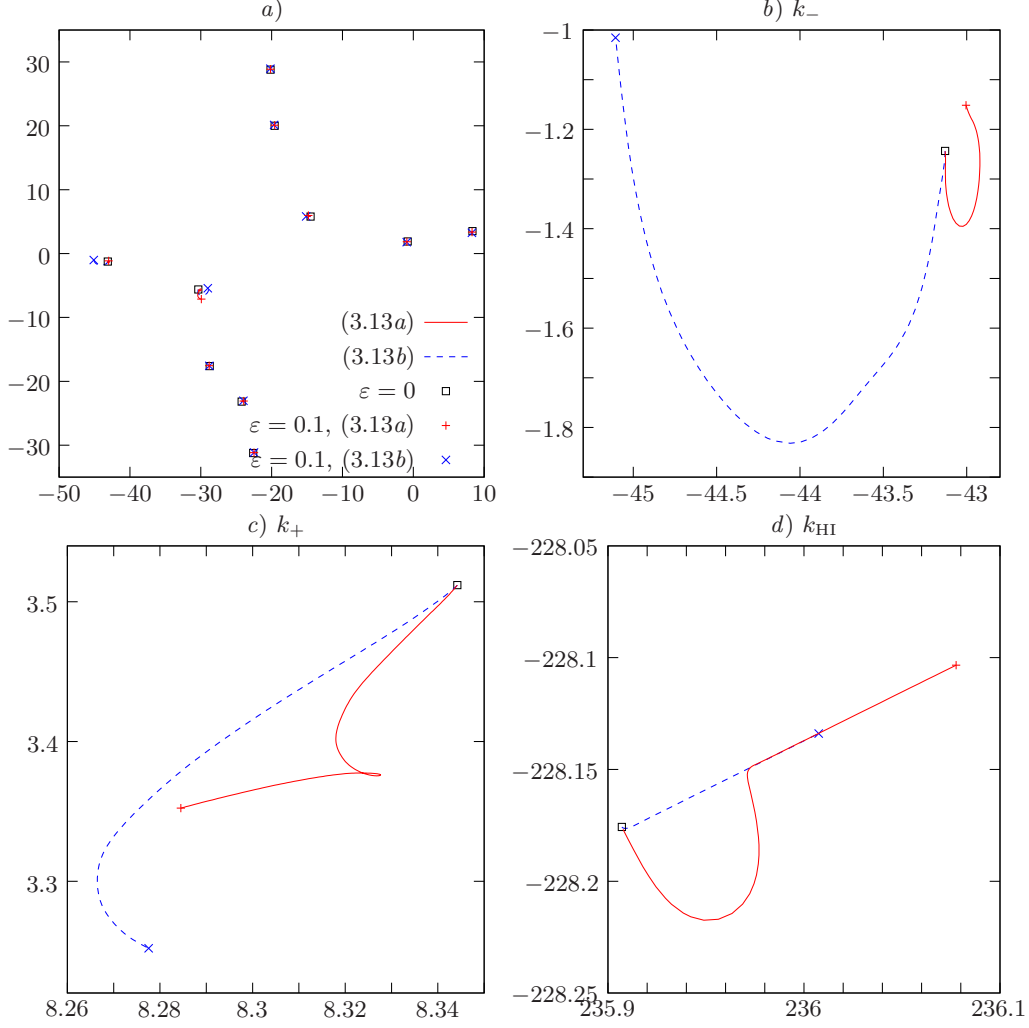 a)
30
20
10
0
−10
−20
−30
−50 −40 −30 −20 −10 0 10
(3.13a)
(3.13b)
ε = 0
ε = 0.1, (3.13a)
ε = 0.1, (3.13b)
b) k₋
−1
−1.2
−1.4
−1.6
−1.8
−45 −44.5 −44 −43.5 −43
c) k₊
3.5
3.4
3.3
8.26 8.28 8.3 8.32 8.34
d) k_HI
−228.05
−228.1
−228.15
−228.2
−228.25
235.9 236 236.1